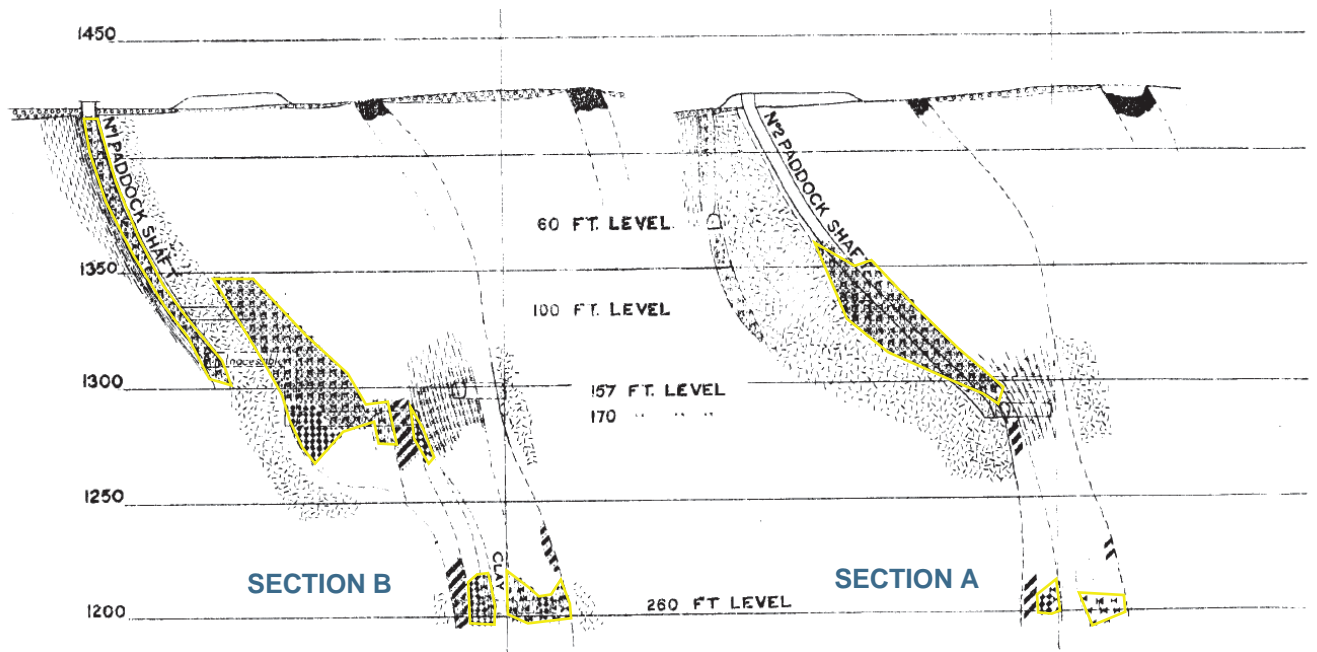 1450
Nº1 PADDOCK SHAFT
Nº2 PADDOCK SHAFT
60 FT. LEVEL
1350
100 FT. LEVEL
1300
157 FT. LEVEL
170 " " "
1250
CLAY
SECTION B
SECTION A
1200
260 FT LEVEL